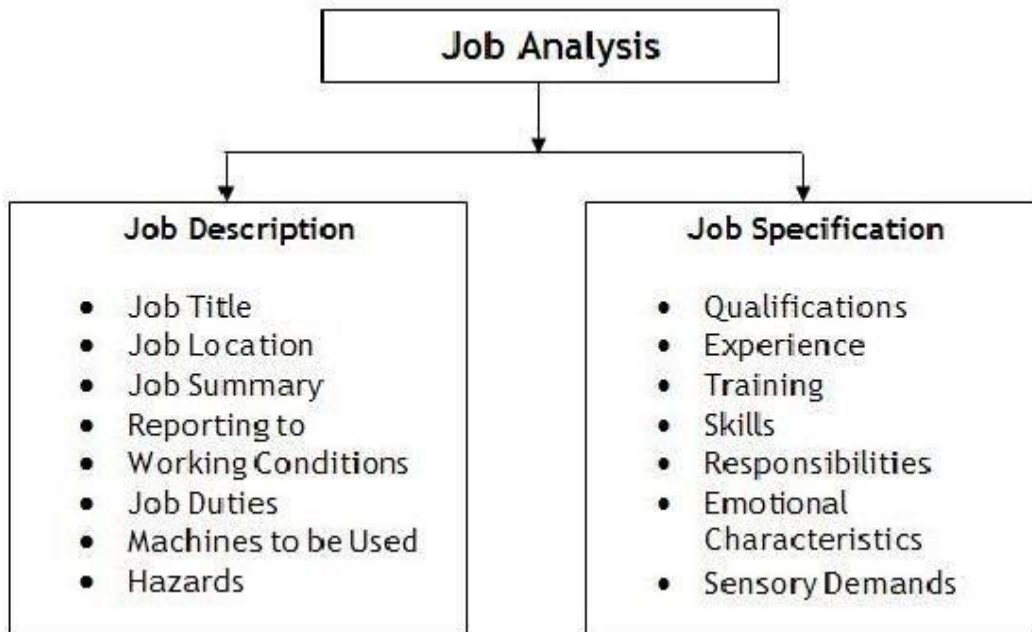 Job Analysis
Job Description
• Job Title
• Job Location
• Job Summary
• Reporting to
• Working Conditions
• Job Duties
• Machines to be Used
• Hazards
Job Specification
• Qualifications
• Experience
• Training
• Skills
• Responsibilities
• Emotional
Characteristics
• Sensory Demands